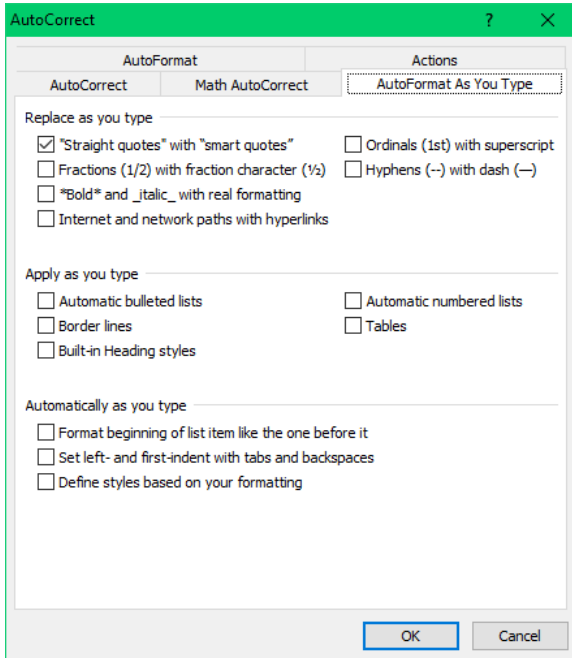 AutoCorrect ?
AutoFormat Actions
AutoCorrect Math AutoCorrect AutoFormat As You Type
Replace as you type
"Straight quotes" with “smart quotes” Ordinals (1st) with superscript
Fractions (1/2) with fraction character (½) Hyphens (--) with dash (—)
*Bold* and _italic_ with real formatting
Internet and network paths with hyperlinks
Apply as you type
Automatic bulleted lists Automatic numbered lists
Border lines Tables
Built-in Heading styles
Automatically as you type
Format beginning of list item like the one before it
Set left- and first-indent with tabs and backspaces
Define styles based on your formatting
OK Cancel